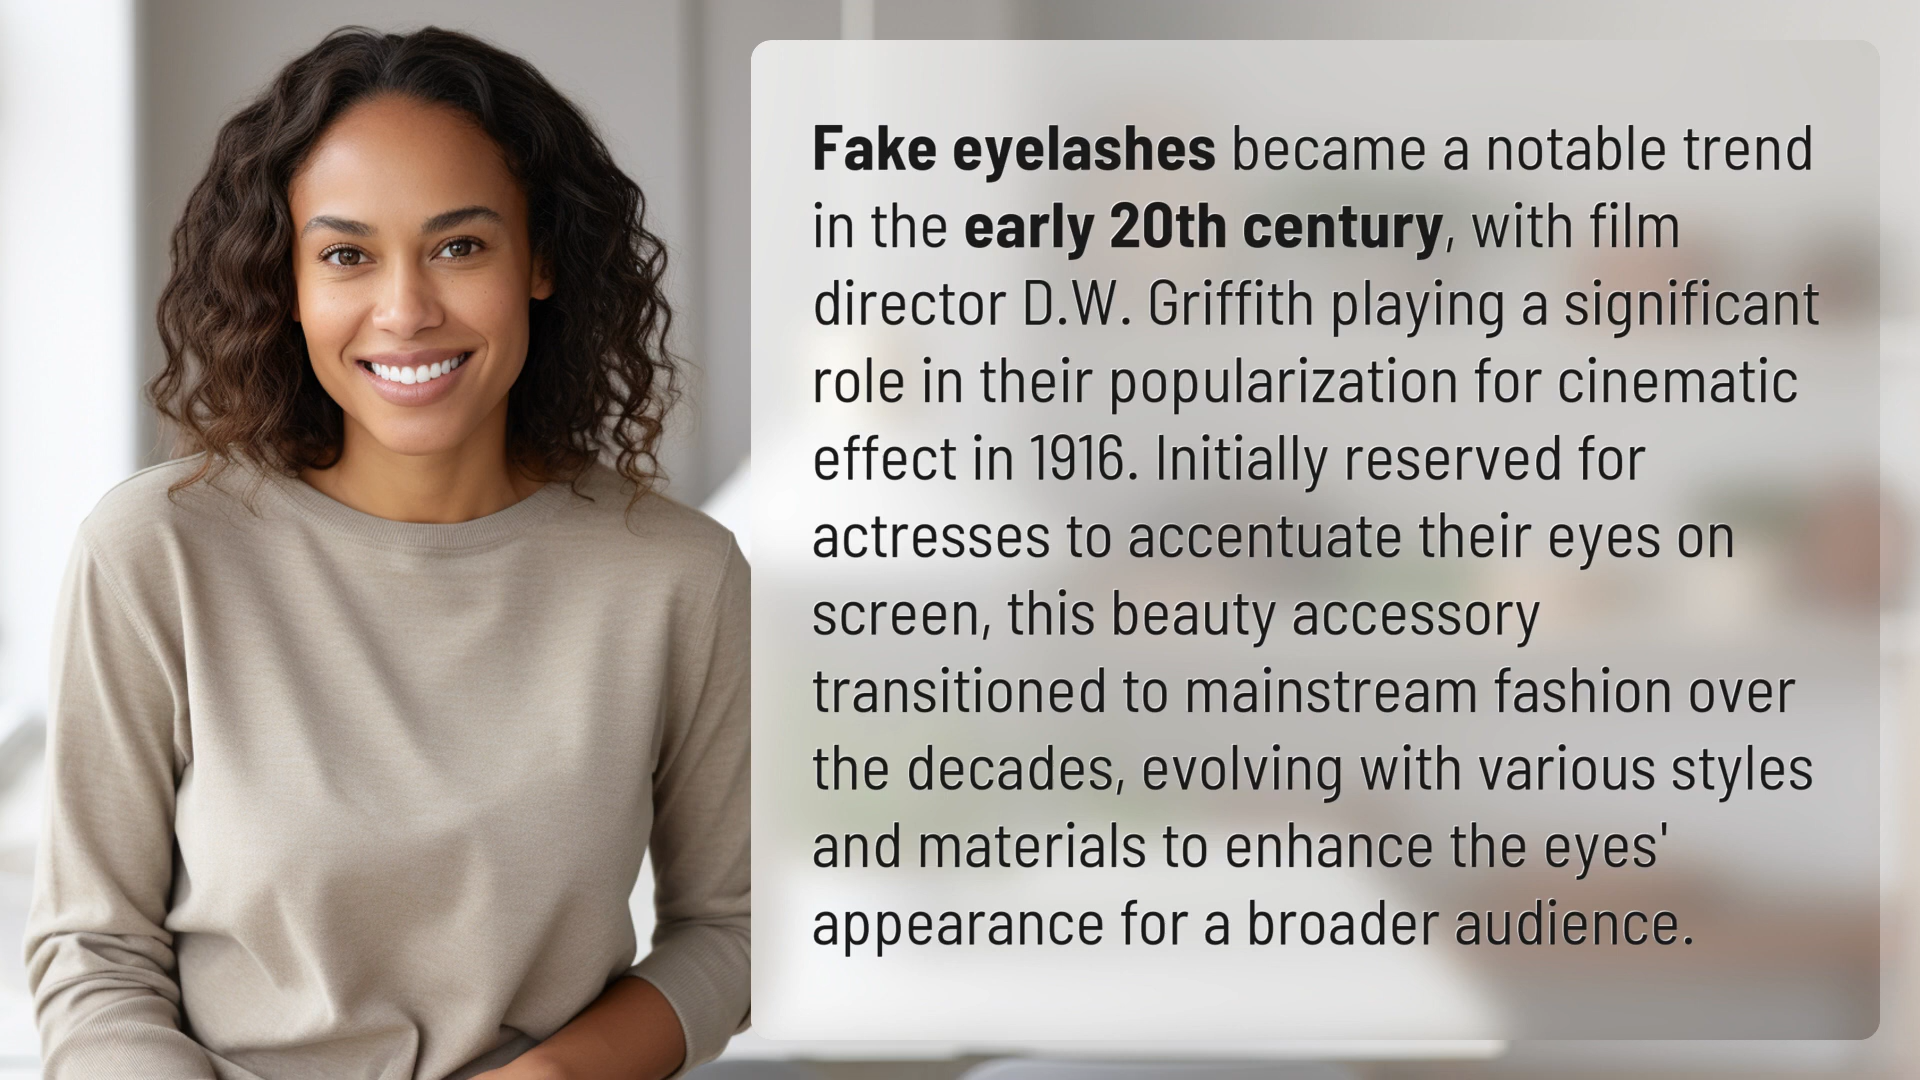 Fake eyelashes became a notable trend
in the early 20th century, with film
director D.W. Griffith playing a significant
role in their popularization for cinematic
effect in 1916. Initially reserved for
actresses to accentuate their eyes on
screen, this beauty accessory
transitioned to mainstream fashion over
the decades, evolving with various styles
and materials to enhance the eyes'
appearance for a broader audience.